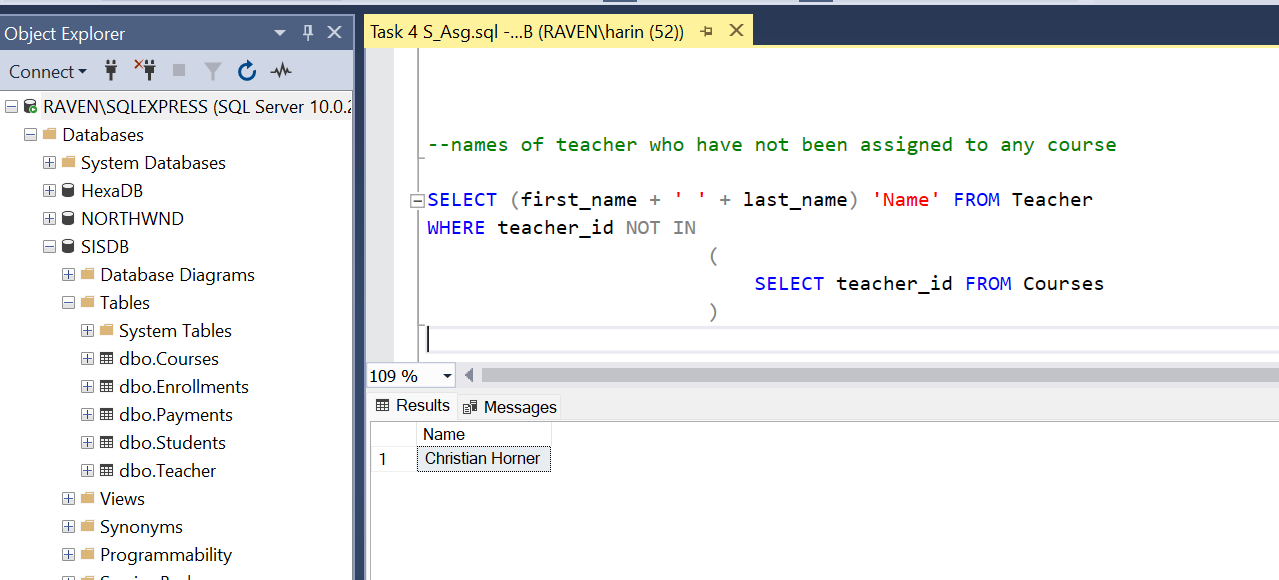 Object Explorer
Connect
RAVEN\SQLEXPRESS (SQL Server 10.0.2
Databases
System Databases
HexaDB
NORTHWND
SISDB
Database Diagrams
Tables
System Tables
dbo.Courses
dbo.Enrollments
dbo.Payments
dbo.Students
dbo.Teacher
Views
Synonyms
Programmability
Task 4 S_Asg.sql -...B (RAVEN\harin (52))
--names of teacher who have not been assigned to any course
SELECT (first_name + ' ' + last_name) 'Name' FROM Teacher
WHERE teacher_id NOT IN
(
SELECT teacher_id FROM Courses
)
109 %
Results Messages
Name
1 Christian Horner